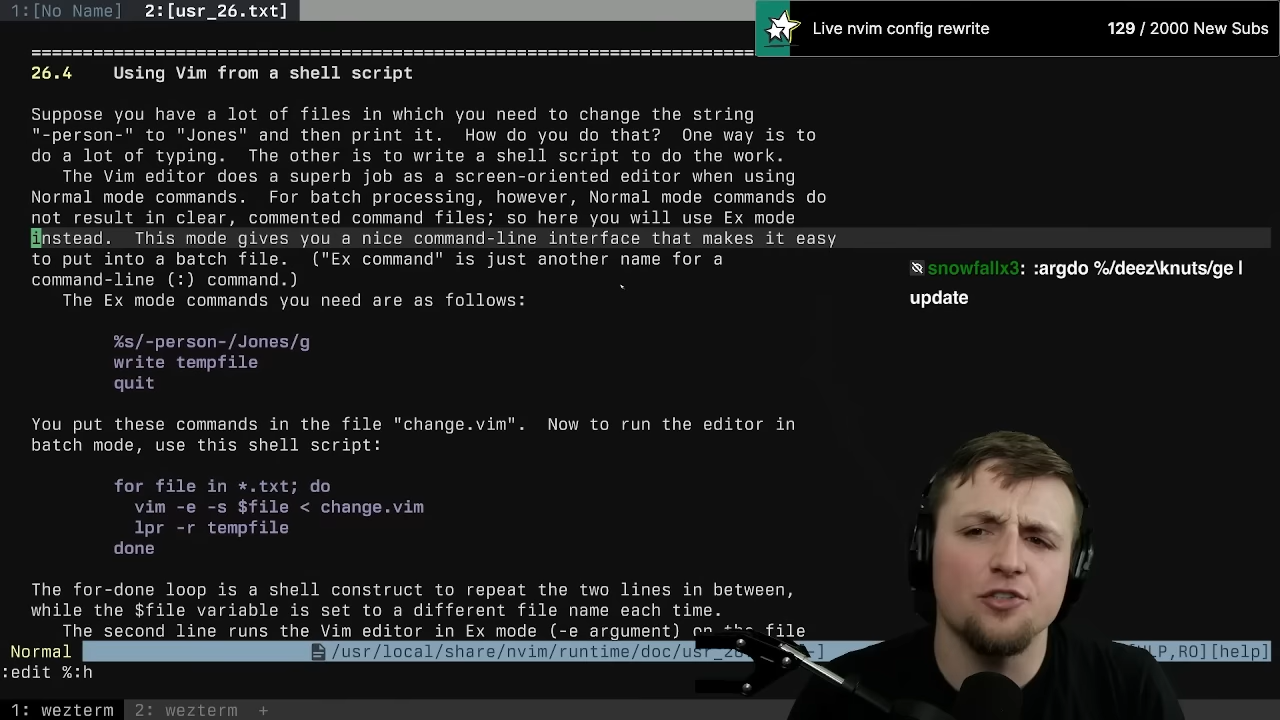 1:[No Name]  2:[usr_26.txt]
Live nvim config rewrite    129 / 2000 New Subs
==============================================================================
26.4    Using Vim from a shell script
Suppose you have a lot of files in which you need to change the string
"-person-" to "Jones" and then print it.  How do you do that?  One way is to
do a lot of typing.  The other is to write a shell script to do the work.
The Vim editor does a superb job as a screen-oriented editor when using
Normal mode commands.  For batch processing, however, Normal mode commands do
not result in clear, commented command files; so here you will use Ex mode
instead.  This mode gives you a nice command-line interface that makes it easy
to put into a batch file.  ("Ex command" is just another name for a
command-line (:) command.)
The Ex mode commands you need are as follows:
snowfallx3: :argdo %/deez\knuts/ge |
update
%s/-person-/Jones/g
write tempfile
quit
You put these commands in the file "change.vim".  Now to run the editor in
batch mode, use this shell script:
for file in *.txt; do
vim -e -s $file < change.vim
lpr -r tempfile
done
The for-done loop is a shell construct to repeat the two lines in between,
while the $file variable is set to a different file name each time.
The second line runs the Vim editor in Ex mode (-e argument) on the file
Normal    /usr/local/share/nvim/runtime/doc/usr_2    -]    LP,RO][help]
:edit %:h
1: wezterm  2: wezterm  +